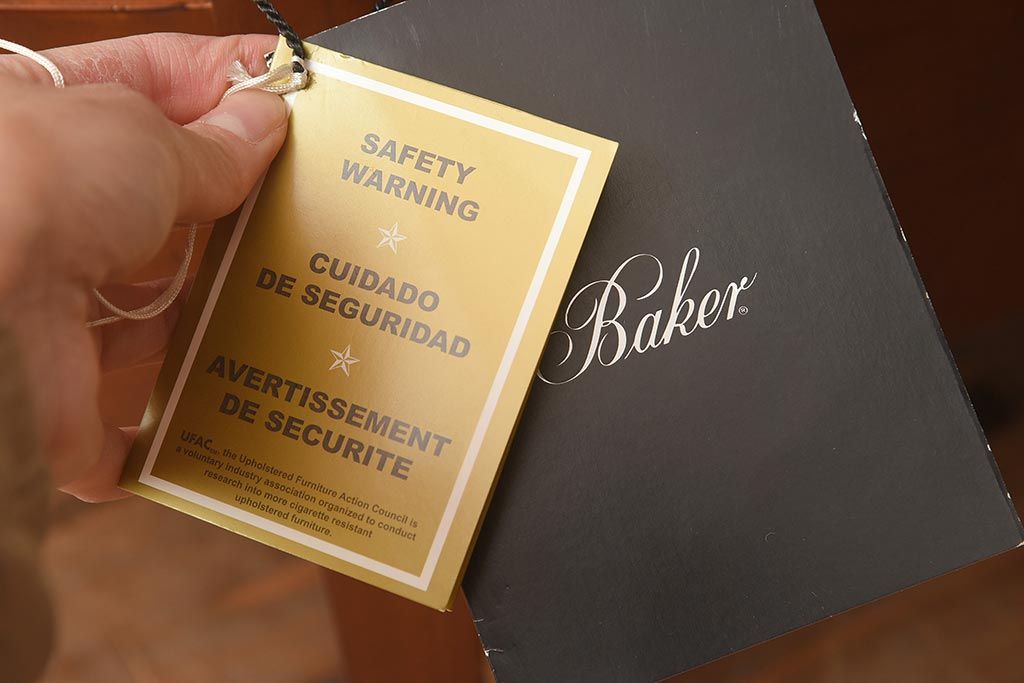 SAFETY
WARNING
CUIDADO
DE SEGURIDAD
AVERTISSEMENT
DE SECURITE
UFAC SM, the Upholstered Furniture Action Council is
a voluntary industry association organized to conduct
research into more cigarette resistant
upholstered furniture.
Baker®